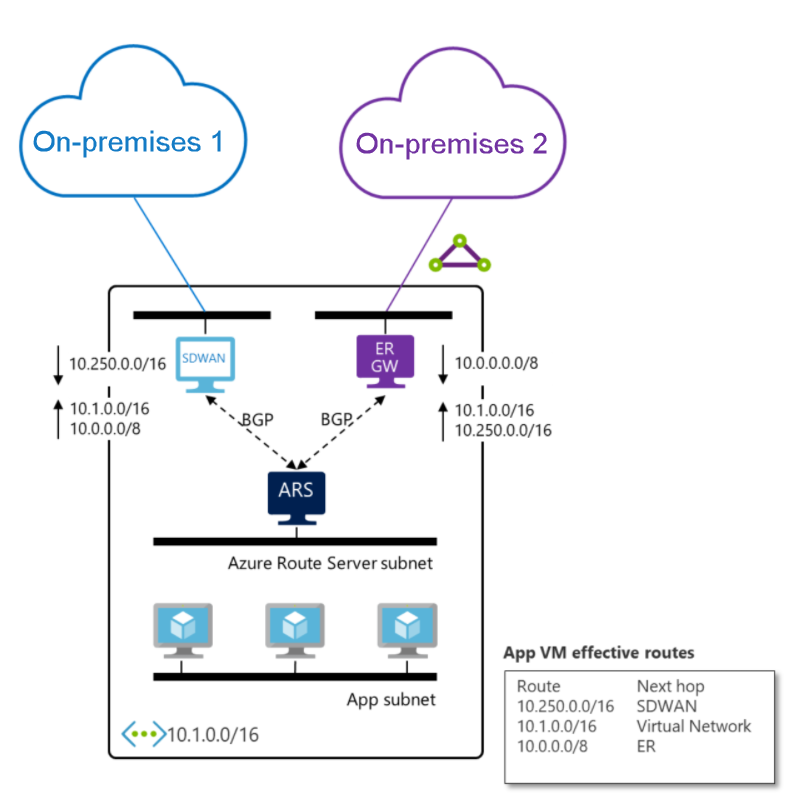 On-premises 1
On-premises 2
SDWAN
ER
GW
10.250.0.0/16
10.1.0.0/16
10.0.0.0/8
10.0.0.0.0/8
10.1.0.0/16
10.250.0.0/16
BGP
BGP
ARS
Azure Route Server subnet
App subnet
10.1.0.0/16
App VM effective routes
Route Next hop
10.250.0.0/16 SDWAN
10.1.0.0/16 Virtual Network
10.0.0.0/8 ER